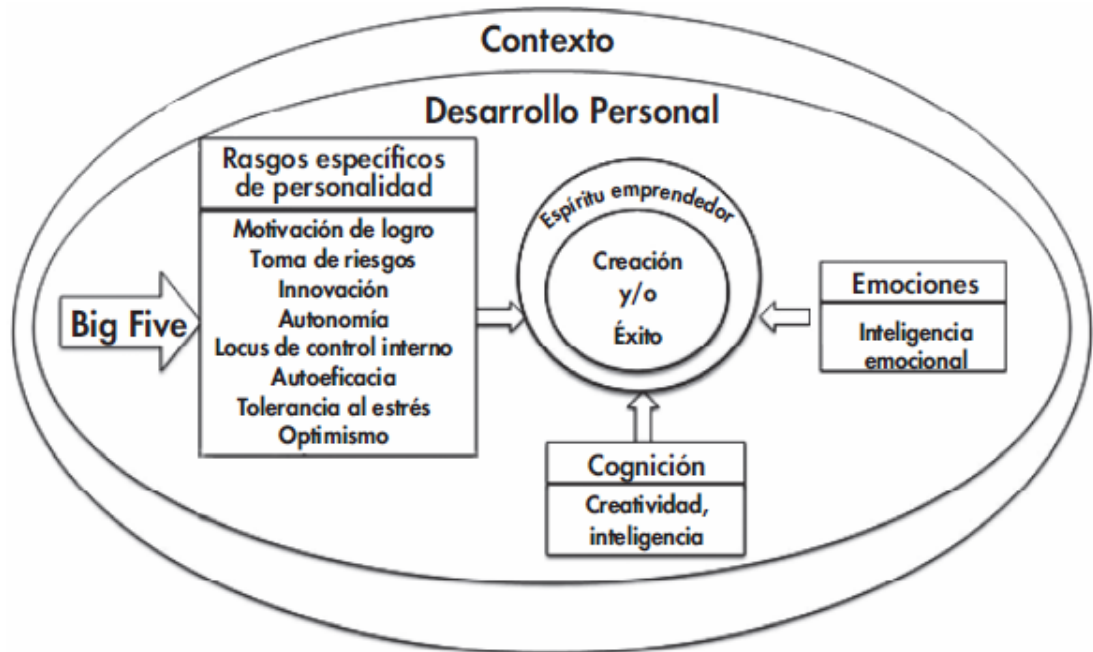 Contexto
Desarrollo Personal
Rasgos específicos
de personalidad
Motivación de logro
Toma de riesgos
Innovación
Autonomía
Locus de control interno
Autoeficacia
Tolerancia al estrés
Optimismo
Big Five
Espíritu emprendedor
Creación
y/o
Éxito
Emociones
Inteligencia
emocional
Cognición
Creatividad,
inteligencia